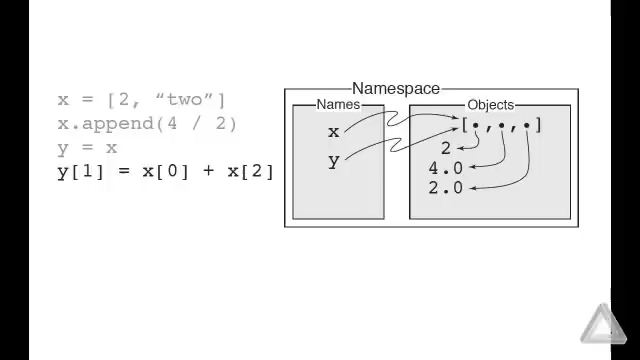 x = [2, “two”]
x.append(4 / 2)
y = x
y[1] = x[0] + x[2]
Namespace
Names
Objects
x
y
[•,•,•]
2
4.0
2.0